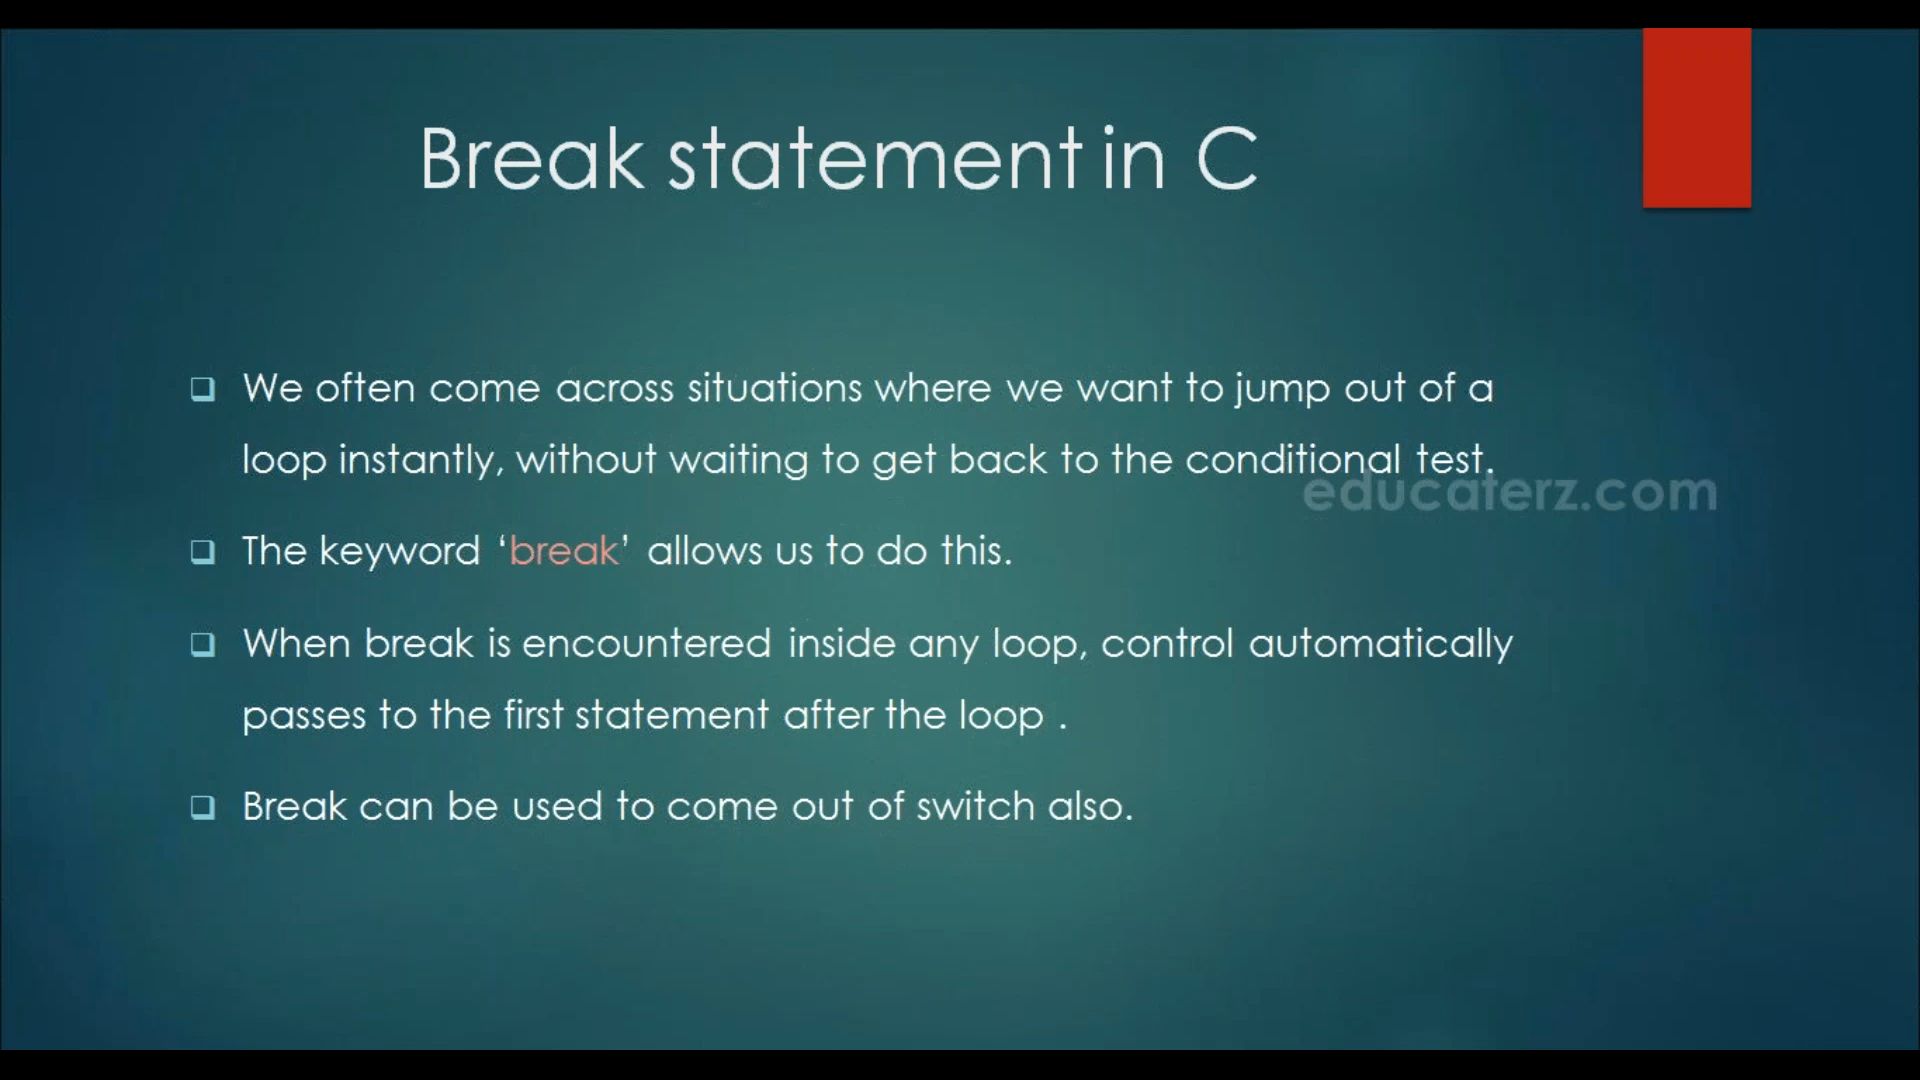 Break statement in C
We often come across situations where we want to jump out of a
loop instantly, without waiting to get back to the conditional test.
educaterz.com
The keyword ‘break’ allows us to do this.
When break is encountered inside any loop, control automatically
passes to the first statement after the loop .
Break can be used to come out of switch also.